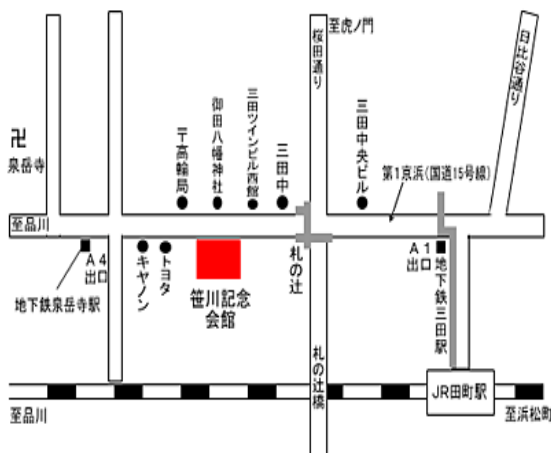 至虎ノ門
桜田通り
日比谷通り
卍
泉岳寺
〒高輪局
御田八幡神社
三田ツインビル西館
三田中
三田中央ビル
第1京浜(国道15号線)
至品川
A4
出口
地下鉄泉岳寺駅
キヤノン
トヨタ
笹川記念
会館
札の辻
A1
出口
地下鉄三田駅
札の辻橋
JR田町駅
至品川
至浜松町